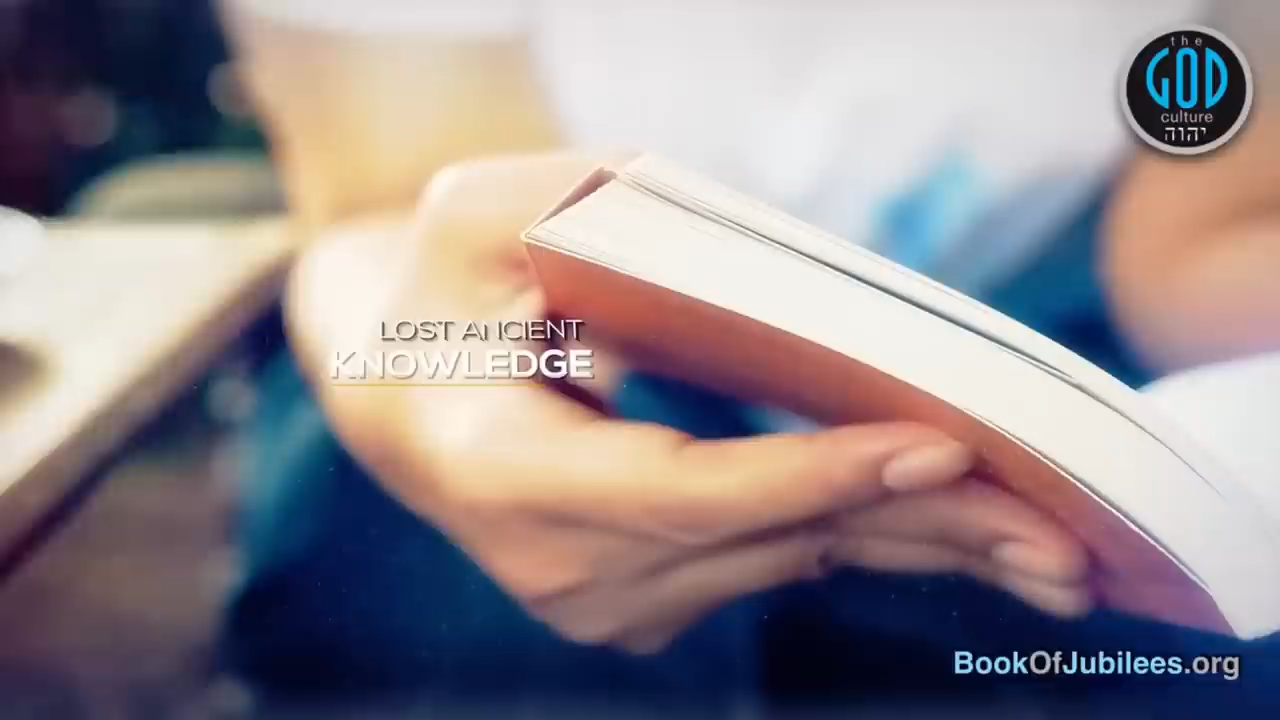 the
GOD
culture
יהוה
LOST ANCIENT
KNOWLEDGE
BookOfJubilees.org